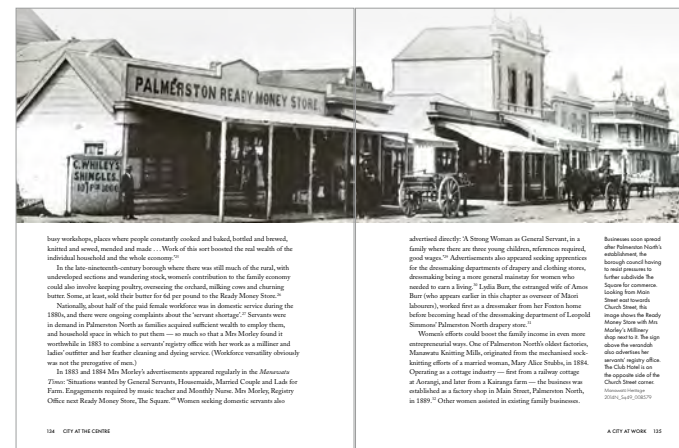 PALMERSTON READY MONEY STORE.
C. WHILEY'S
SHINGLES.
busy workshops, places where people constantly cooked and baked, bottled and brewed,
knitted and sewed, mended and made . . . Work of this sort boosted the real wealth of the
individual household and the whole economy.'
In the late-nineteenth-century borough where there was still much of the rural, with
undeveloped sections and wandering stock, women's contribution to the family economy
could also involve keeping poultry, overseeing the orchard, milking cows and churning
butter. Some, at least, sold their butter for 6d per pound to the Ready Money Store.
Nationally, about half of the paid female workforce was in domestic service during the
1880s, and there were ongoing complaints about the 'servant shortage'. Servants were
in demand in Palmerston North as families acquired sufficient wealth to employ them,
and household space in which to put them — so much so that a Mrs Morley found it
worthwhile in 1883 to combine a servants' registry office with her work as a milliner and
ladies' outfitter and her further cleaning and dyeing service. (Workforce versatility obviously
was not the prerogative of men.)
In 1883 and 1884 Mrs Morley's advertisements appeared regularly in the Manawatu
Times: 'Situations wanted by General Servants, Housemaids, Married Couple and Lads for
Farm. Engagements required by music teacher and Monthly Nurse. Mrs Morley, Registry
Office next Ready Money Store, The Square.' Women seeking domestic servants also
124 CITY AT THE CENTRE
advertised directly: 'A Strong Woman as General Servant, in a
family where there are three young children, references required,
good wages.' Advertisements also appeared seeking apprentices
for the dressmaking departments of drapery and clothing stores,
dressmaking being a more general mainstay for women who
needed to earn a living. Lydia Burr, the estranged wife of Amos
Burr (who appears earlier in this chapter as overseer of Māori
labourers), worked first as a dressmaker from her Foxton home
before becoming head of the dressmaking department of Leopold
Simmons' Palmerston North drapery store.
Women's efforts could boost the family income in even more
entrepreneurial ways. One of Palmerston North's oldest factories,
Manawatu Knitting Mills, originated from the mechanised sock-
knitting efforts of a married woman, Mary Alice Stubbs, in 1884.
Operating as a cottage industry — first from a railway cottage
at Aorangi, and later from a Kairanga farm — the business was
established as a factory shop in Main Street, Palmerston North,
in 1889. Other women assisted in existing family businesses.
Businesses soon spread
after Palmerston North's
establishment, the
borough council having
to resist pressures to
further subdivide The
Square for commerce.
Looking from Main
Street east towards
Church Street, this
image shows the Ready
Money Store with Mrs
Morley's Millinery
shop next to it. The sign
above the verandah
also advertises her
servants' registry office.
The Club Hotel is on
the opposite side of the
Church Street corner.
Manawatū Heritage
A CITY AT WORK 125